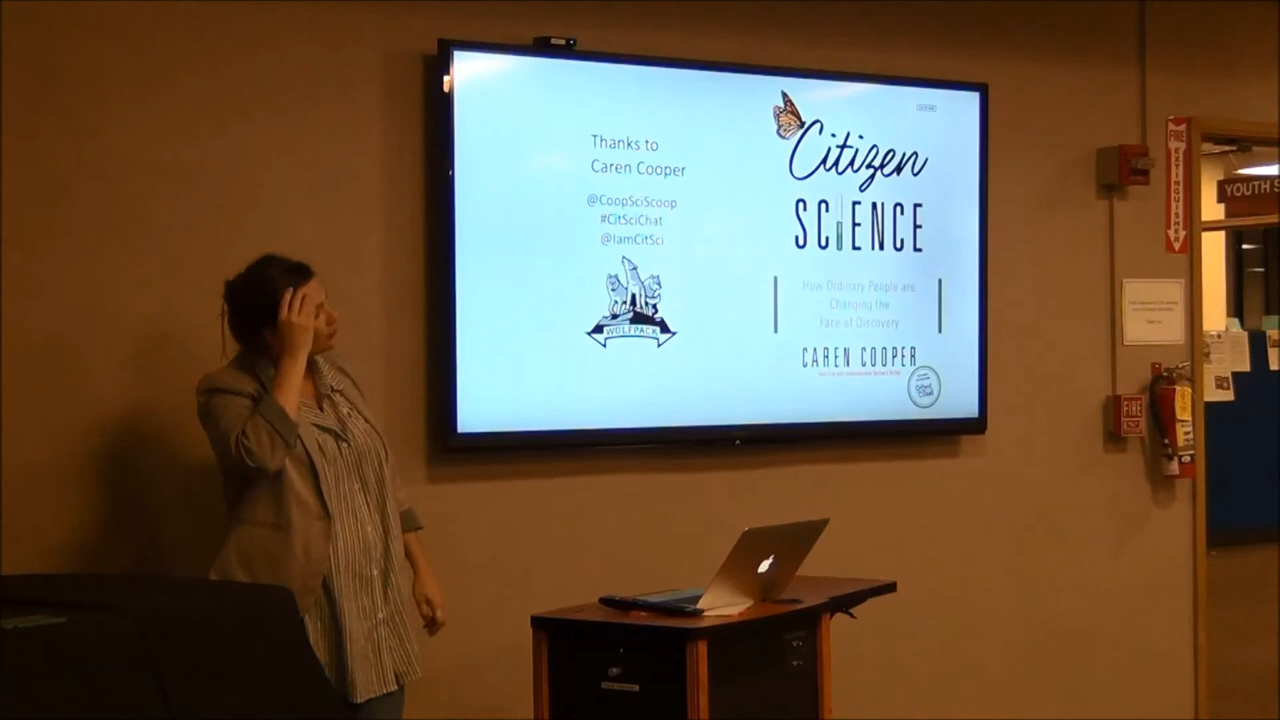 Thanks to
Caren Cooper
@CoopSciScoop
#CitSciChat
@IamCitSci
WOLFPACK
Citizen
SCIENCE
How Ordinary People are
Changing the
Face of Discovery
CAREN COOPER
FIRE
EXTINGUISHER
YOUTH S
FIRE